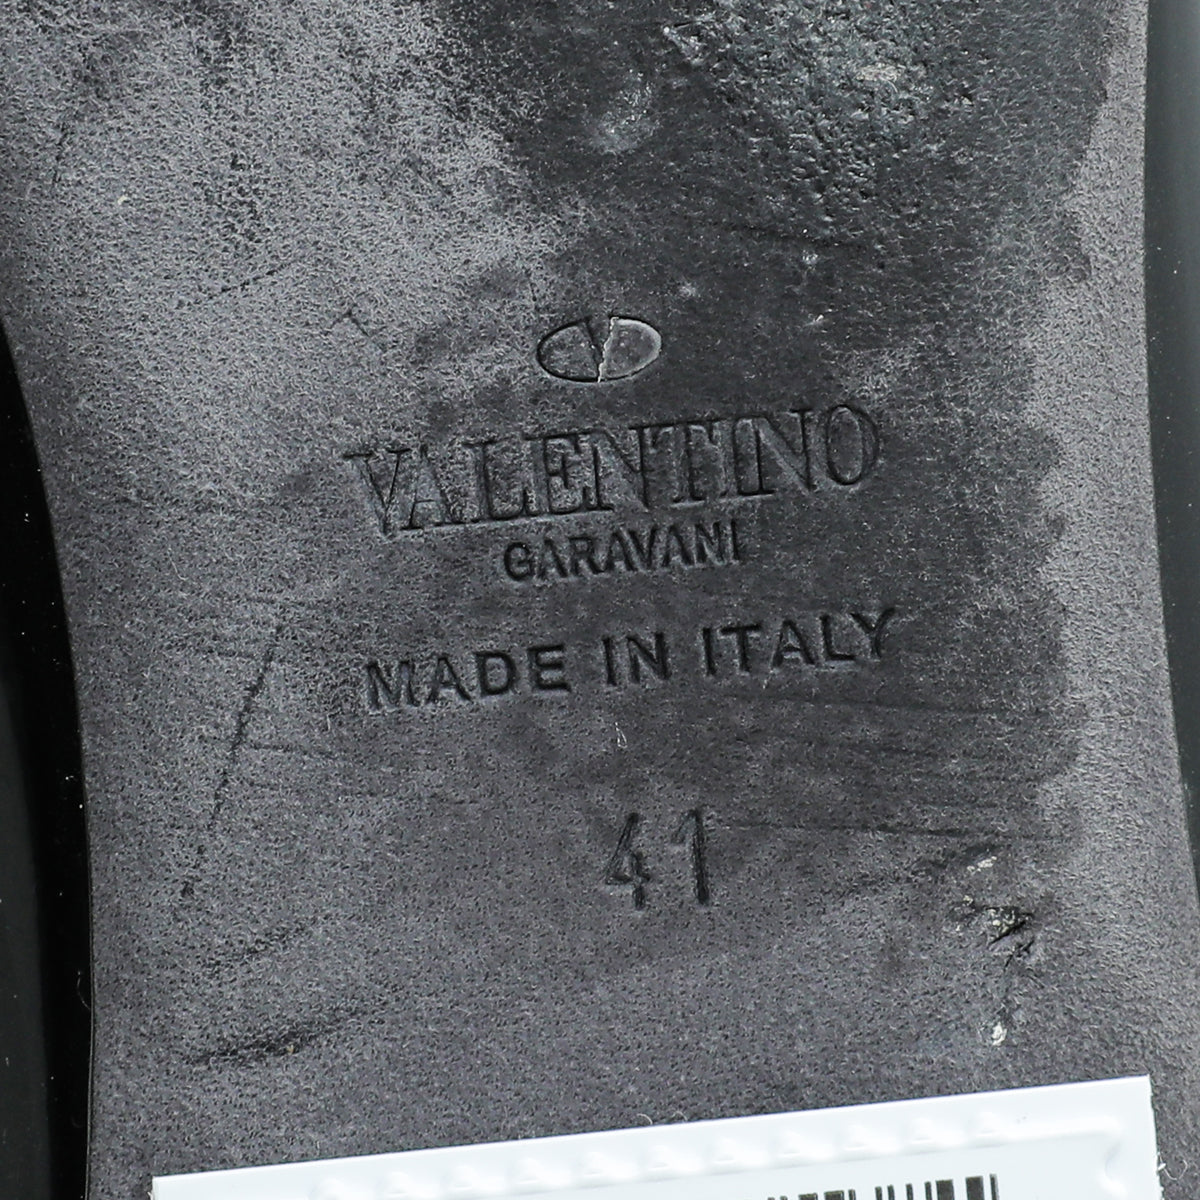 VALENTINO
GARAVANI
MADE IN ITALY
41